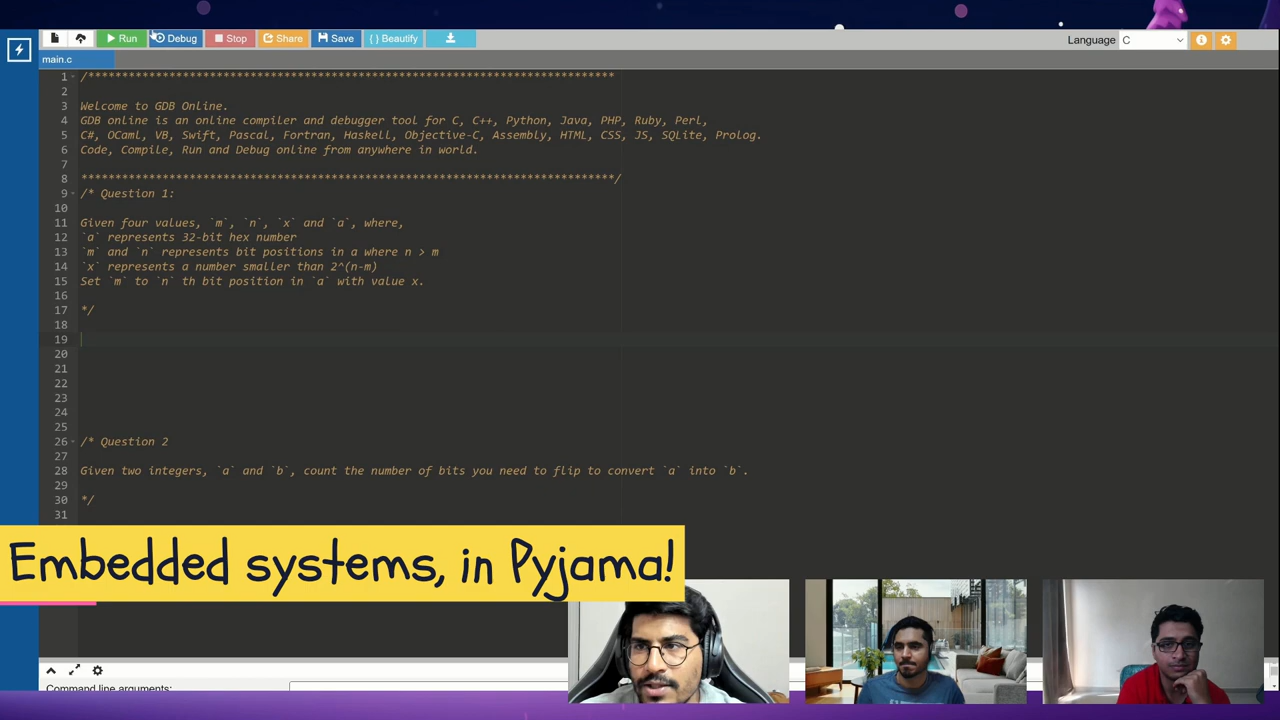 Run Debug Stop Share Save { } Beautify
Language C
main.c
1 /******************************************************************************
2
3 Welcome to GDB Online.
4 GDB online is an online compiler and debugger tool for C, C++, Python, Java, PHP, Ruby, Perl,
5 C#, OCaml, VB, Swift, Pascal, Fortran, Haskell, Objective-C, Assembly, HTML, CSS, JS, SQLite, Prolog.
6 Code, Compile, Run and Debug online from anywhere in world.
7
8 *******************************************************************************/
9 /* Question 1:
10
11 Given four values, `m`, `n`, `x` and `a`, where,
12 `a` represents 32-bit hex number
13 `m` and `n` represents bit positions in a where n > m
14 `x` represents a number smaller than 2^(n-m)
15 Set `m` to `n` th bit position in `a` with value x.
16
17 */
18
19
20
21
22
23
24
25
26 /* Question 2
27
28 Given two integers, `a` and `b`, count the number of bits you need to flip to convert `a` into `b`.
29
30 */
31
Embedded systems, in Pyjama!
Command line arguments: